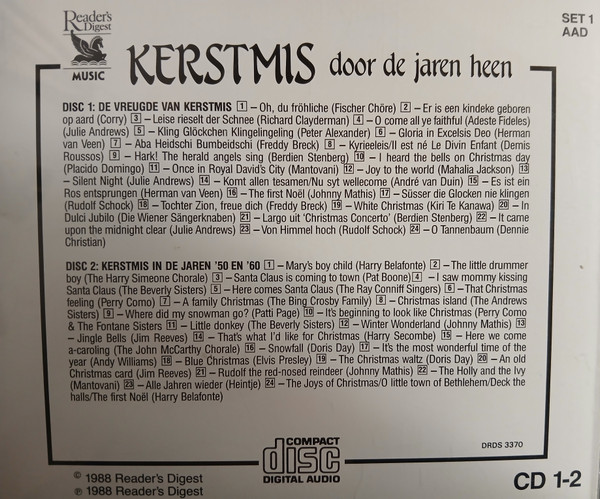 Reader's
Digest
MUSIC
KERSTMIS door de jaren heen
SET 1
AAD
DISC 1: DE VREUGDE VAN KERSTMIS 1 – Oh, du fröhliche (Fischer Chöre) 2 – Er is een kindeke geboren
op aard (Corry) 3 – Leise rieselt der Schnee (Richard Clayderman) 4 – O come all ye faithful (Adeste Fideles)
(Julie Andrews) 5 – Kling Glöckchen Klingelingeling (Peter Alexander) 6 – Gloria in Excelsis Deo (Herman
van Veen) 7 – Aba Heidschi Bumbeidschi (Freddy Breck) 8 – Kyrieeleis/Il est né Le Divin Enfant (Demis
Roussos) 9 – Hark! The herald angels sing (Berdien Stenberg) 10 – I heard the bells on Christmas day
(Placido Domingo) 11 – Once in Royal David's City (Mantovani) 12 – Joy to the world (Mahalia Jackson) 13
– Silent Night (Julie Andrews) 14 – Komt allen tesamen/Nu syt wellecome (André van Duin) 15 – Es ist ein
Ros entsprungen (Herman van Veen) 16 – The first Noël (Johnny Mathis) 17 – Süsser die Glocken nie klingen
(Rudolf Schock) 18 – Tochter Zion, freue dich (Freddy Breck) 19 – White Christmas (Kiri Te Kanawa) 20 – In
Dulci Jubilo (Die Wiener Sängerknaben) 21 – Largo uit 'Christmas Concerto' (Berdien Stenberg) 22 – It came
upon the midnight clear (Julie Andrews) 23 – Von Himmel hoch (Rudolf Schock) 24 – O Tannenbaum (Dennie
Christian)
DISC 2: KERSTMIS IN DE JAREN '50 EN '60 1 – Mary's boy child (Harry Belafonte) 2 – The little drummer
boy (The Harry Simeone Chorale) 3 – Santa Claus is coming to town (Pat Boone) 4 – I saw mommy kissing
Santa Claus (The Beverly Sisters) 5 – Here comes Santa Claus (The Ray Conniff Singers) 6 – That Christmas
feeling (Perry Como) 7 – A family Christmas (The Bing Crosby Family) 8 – Christmas island (The Andrews
Sisters) 9 – Where did my snowman go? (Patti Page) 10 – It's beginning to look like Christmas (Perry Como
& The Fontane Sisters 11 – Little donkey (The Beverly Sisters) 12 – Winter Wonderland (Johnny Mathis) 13
– Jingle Bells (Jim Reeves) 14 – That's what I'd like for Christmas (Harry Secombe) 15 – Here we come
a-caroling (The John McCarthy Chorale) 16 – Snowfall (Doris Day) 17 – It's the most wonderful time of the
year (Andy Williams) 18 – Blue Christmas (Elvis Presley) 19 – The Christmas waltz (Doris Day) 20 – An old
Christmas card (Jim Reeves) 21 – Rudolf the red-nosed reindeer (Johnny Mathis) 22 – The Holly and the Ivy
(Mantovani) 23 – Alle Jahren wieder (Heintje) 24 – The Joys of Christmas/O little town of Bethlehem/Deck the
halls/The first Noël (Harry Belafonte)
COMPACT
disc
DIGITAL AUDIO
DRDS 3370
© 1988 Reader's Digest
℗ 1988 Reader's Digest
CD 1-2